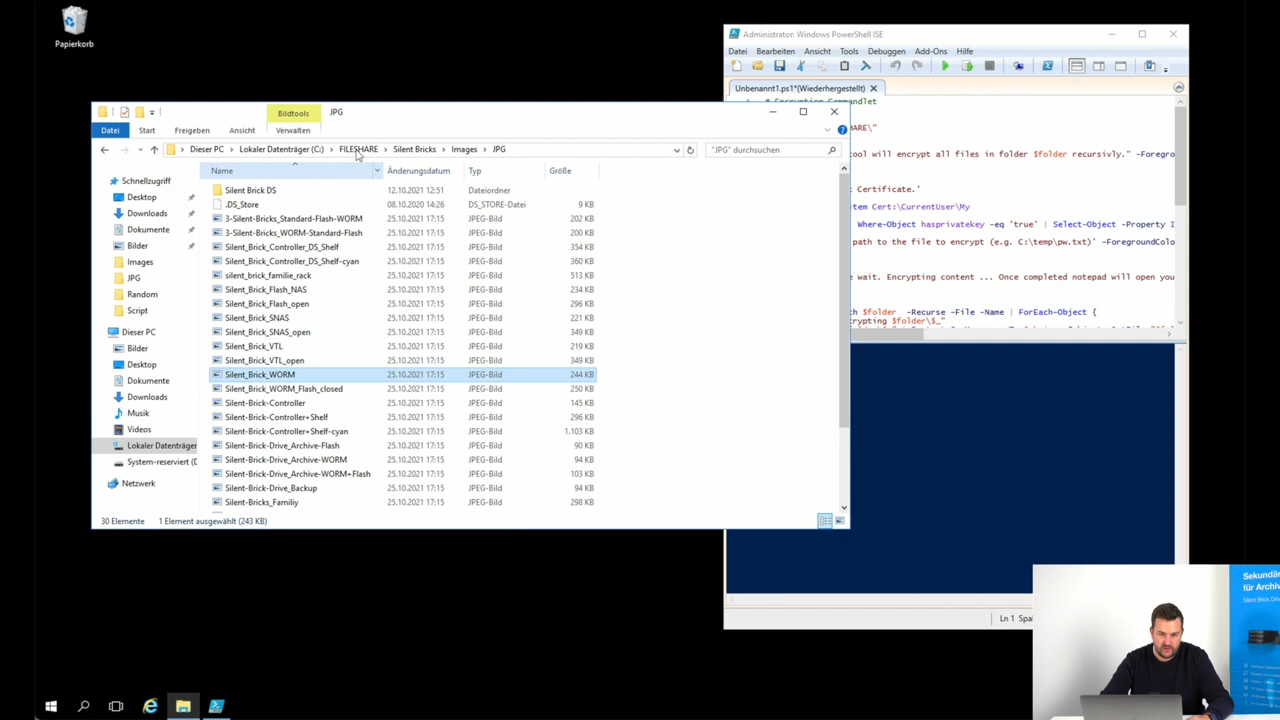 Papierkorb
Administrator: Windows PowerShell ISE
Datei Bearbeiten Ansicht Tools Debuggen Add-Ons Hilfe
Unbenannt1.ps1*(Wiederhergestellt)
# Encryption Commandlet
HARE\"
tool will encrypt all files in folder $folder recursivly." -Foregro
Certificate.'
item Cert:\CurrentUser\My
Where-Object hasprivatekey -eq 'true' | Select-Object -Property I
path to the file to encrypt (e.g. C:\temp\pw.txt)' -ForegroundColo
e wait. Encrypting content ... Once completed notepad will open you
h $folder -Recurse -File -Name | ForEach-Object {
crypting $folder\$_"
Ln 1 Spal
Bildtools
JPG
Datei Start Freigeben Ansicht Verwalten
Dieser PC Lokaler Datenträger (C:) FILESHARE Silent Bricks Images JPG
"JPG" durchsuchen
Name Änderungsdatum Typ Größe
Silent Brick DS 12.10.2021 12:51 Dateiordner
.DS_Store 08.10.2020 14:26 DS_STORE-Datei 9 KB
3-Silent-Bricks_Standard-Flash-WORM 25.10.2021 17:15 JPEG-Bild 202 KB
3-Silent-Bricks_WORM-Standard-Flash 25.10.2021 17:15 JPEG-Bild 200 KB
Silent_Brick_Controller_DS_Shelf 25.10.2021 17:15 JPEG-Bild 354 KB
Silent_Brick_Controller_DS_Shelf-cyan 25.10.2021 17:15 JPEG-Bild 360 KB
silent_brick_familie_rack 25.10.2021 17:15 JPEG-Bild 513 KB
Silent_Brick_Flash_NAS 25.10.2021 17:15 JPEG-Bild 234 KB
Silent_Brick_Flash_open 25.10.2021 17:15 JPEG-Bild 296 KB
Silent_Brick_SNAS 25.10.2021 17:15 JPEG-Bild 221 KB
Silent_Brick_SNAS_open 25.10.2021 17:15 JPEG-Bild 349 KB
Silent_Brick_VTL 25.10.2021 17:15 JPEG-Bild 219 KB
Silent_Brick_VTL_open 25.10.2021 17:15 JPEG-Bild 349 KB
Silent_Brick_WORM 25.10.2021 17:15 JPEG-Bild 244 KB
Silent_Brick_WORM_Flash_closed 25.10.2021 17:15 JPEG-Bild 250 KB
Silent-Brick-Controller 25.10.2021 17:15 JPEG-Bild 145 KB
Silent-Brick-Controller+Shelf 25.10.2021 17:15 JPEG-Bild 296 KB
Silent-Brick-Controller+Shelf-cyan 25.10.2021 17:15 JPEG-Bild 1.103 KB
Silent-Brick-Drive_Archive-Flash 25.10.2021 17:15 JPEG-Bild 90 KB
Silent-Brick-Drive_Archive-WORM 25.10.2021 17:15 JPEG-Bild 94 KB
Silent-Brick-Drive_Archive-WORM+Flash 25.10.2021 17:15 JPEG-Bild 103 KB
Silent-Brick-Drive_Backup 25.10.2021 17:15 JPEG-Bild 94 KB
Silent-Bricks_Familiy 25.10.2021 17:15 JPEG-Bild 298 KB
Schnellzugriff
Desktop
Downloads
Dokumente
Bilder
Images
JPG
Random
Script
Dieser PC
Bilder
Desktop
Dokumente
Downloads
Musik
Videos
Lokaler Datenträger
System-reserviert (D
Netzwerk
30 Elemente 1 Element ausgewählt (243 KB)
Sekundär
für Archiv
Silent Brick Driv